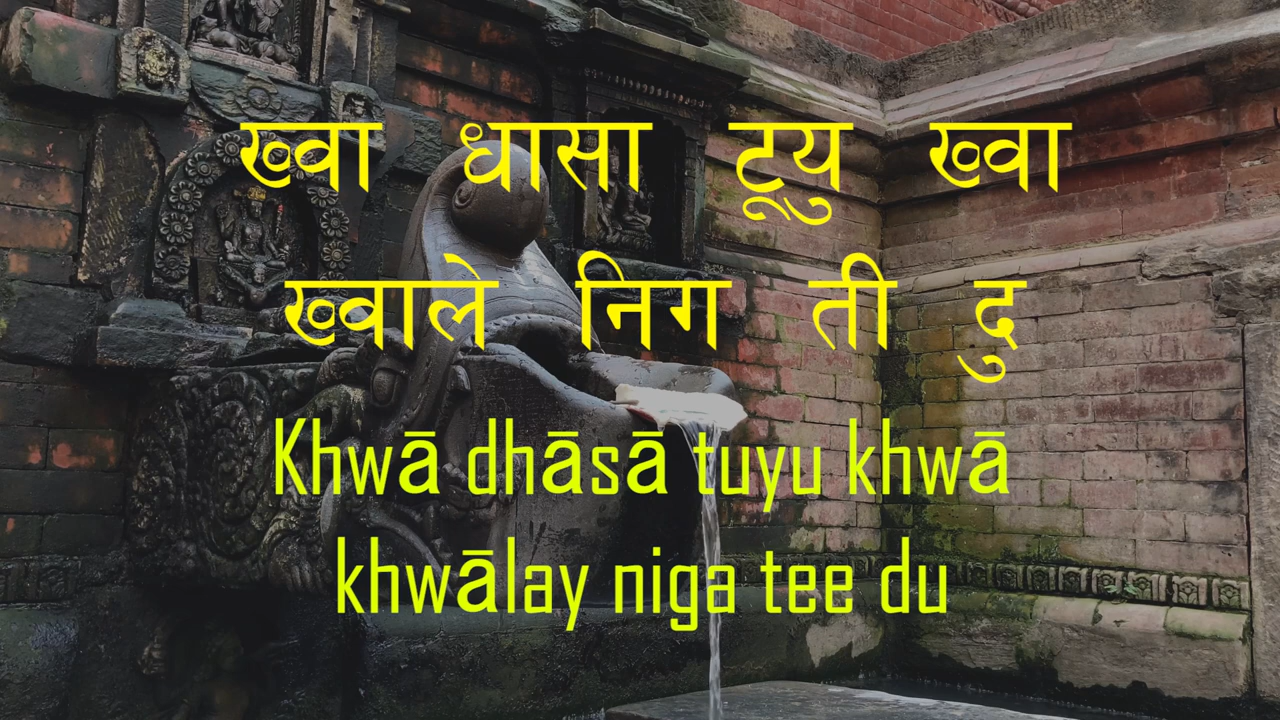 ख्वा धासा टूयु ख्वा
ख्वाले निग ती दु
Khwā dhāsā tuyu khwā
khwālay niga tee du